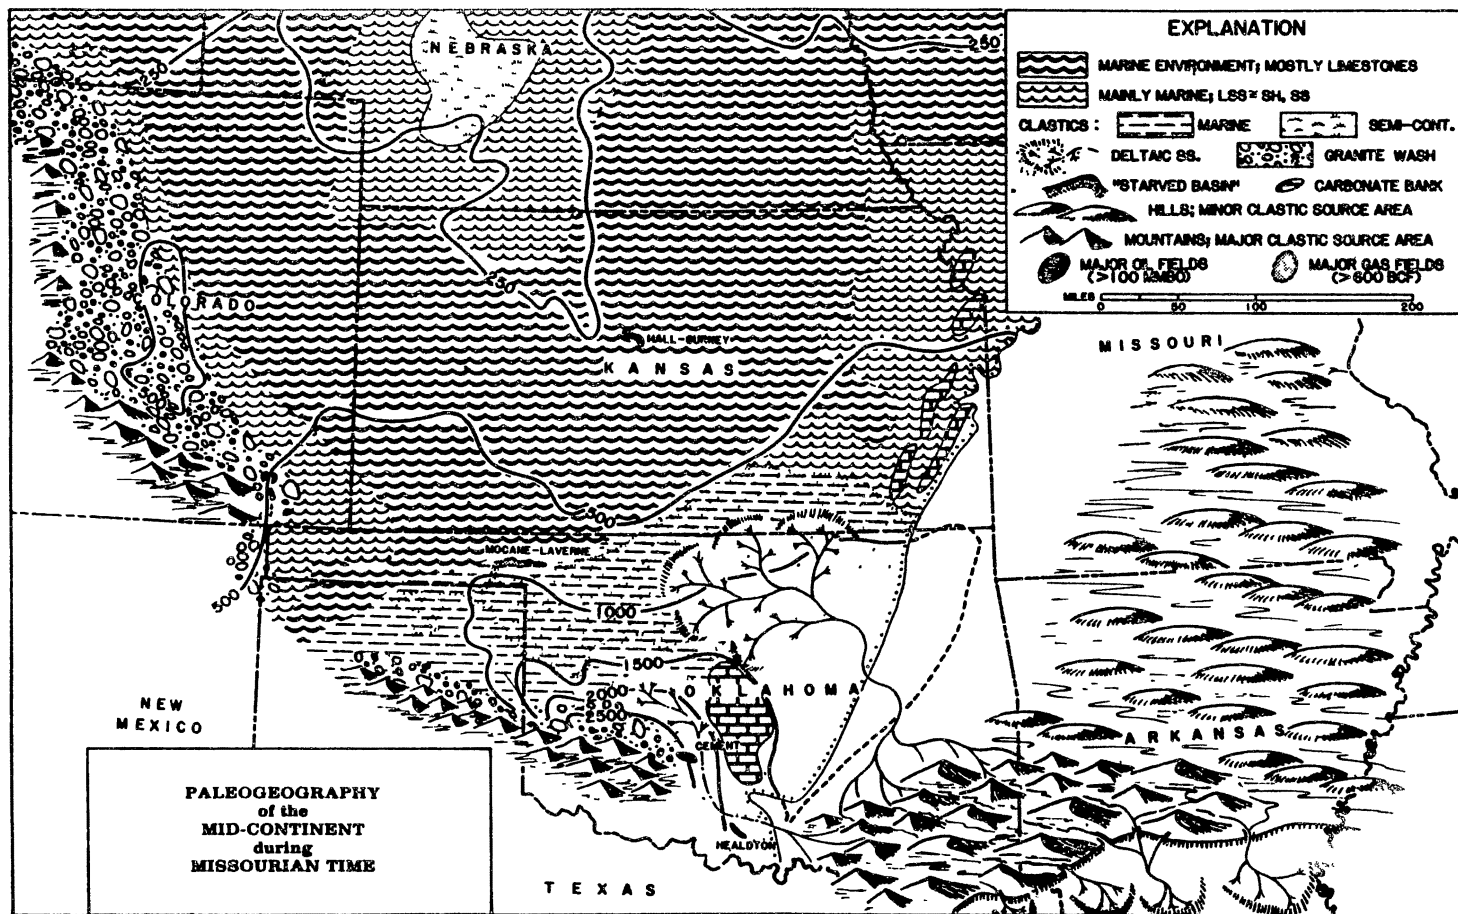 NEBRASKA
250
250
EXPLANATION
MARINE ENVIRONMENT; MOSTLY LIMESTONES
MAINLY MARINE; LSS ≅ SH, SS
CLASTICS : MARINE SEMI-CONT.
DELTAIC SS. GRANITE WASH
"STARVED BASIN" CARBONATE BANK
HILLS; MINOR CLASTIC SOURCE AREA
MOUNTAINS; MAJOR CLASTIC SOURCE AREA
MAJOR OIL FIELDS
(>100 MMBO)
MAJOR GAS FIELDS
(>600 BCF)
MILES 0 50 100 200
250
COLORADO
HALL-GURNEY
KANSAS
MISSOURI
500
MOCANE-LAVERNE
500
1000
1500
2000
2500
OKLAHOMA
CEMENT
NEW
MEXICO
ARKANSAS
HEALDTON
TEXAS
PALEOGEOGRAPHY
of the
MID-CONTINENT
during
MISSOURIAN TIME